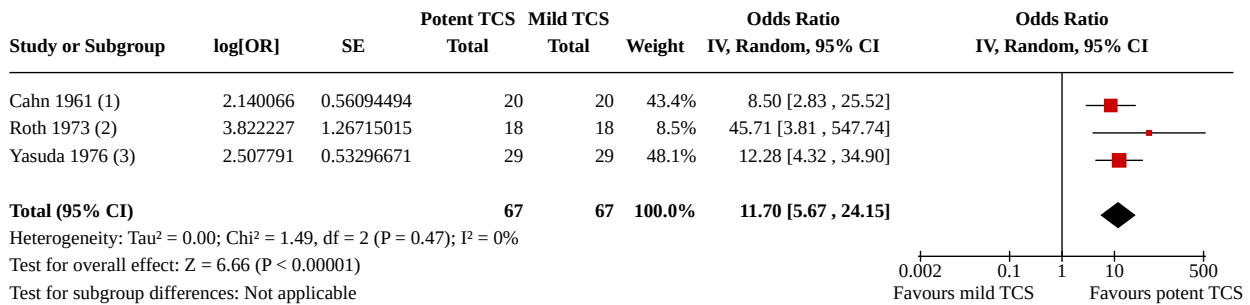 Potent TCS Mild TCS Odds Ratio Odds Ratio
Study or Subgroup log[OR] SE Total Total Weight IV, Random, 95% CI IV, Random, 95% CI
Cahn 1961 (1) 2.140066 0.56094494 20 20 43.4% 8.50 [2.83 , 25.52]
Roth 1973 (2) 3.822227 1.26715015 18 18 8.5% 45.71 [3.81 , 547.74]
Yasuda 1976 (3) 2.507791 0.53296671 29 29 48.1% 12.28 [4.32 , 34.90]
Total (95% CI) 67 67 100.0% 11.70 [5.67 , 24.15]
Heterogeneity: Tau² = 0.00; Chi² = 1.49, df = 2 (P = 0.47); I² = 0%
Test for overall effect: Z = 6.66 (P < 0.00001)
0.002 0.1 1 10 500
Test for subgroup differences: Not applicable Favours mild TCS Favours potent TCS